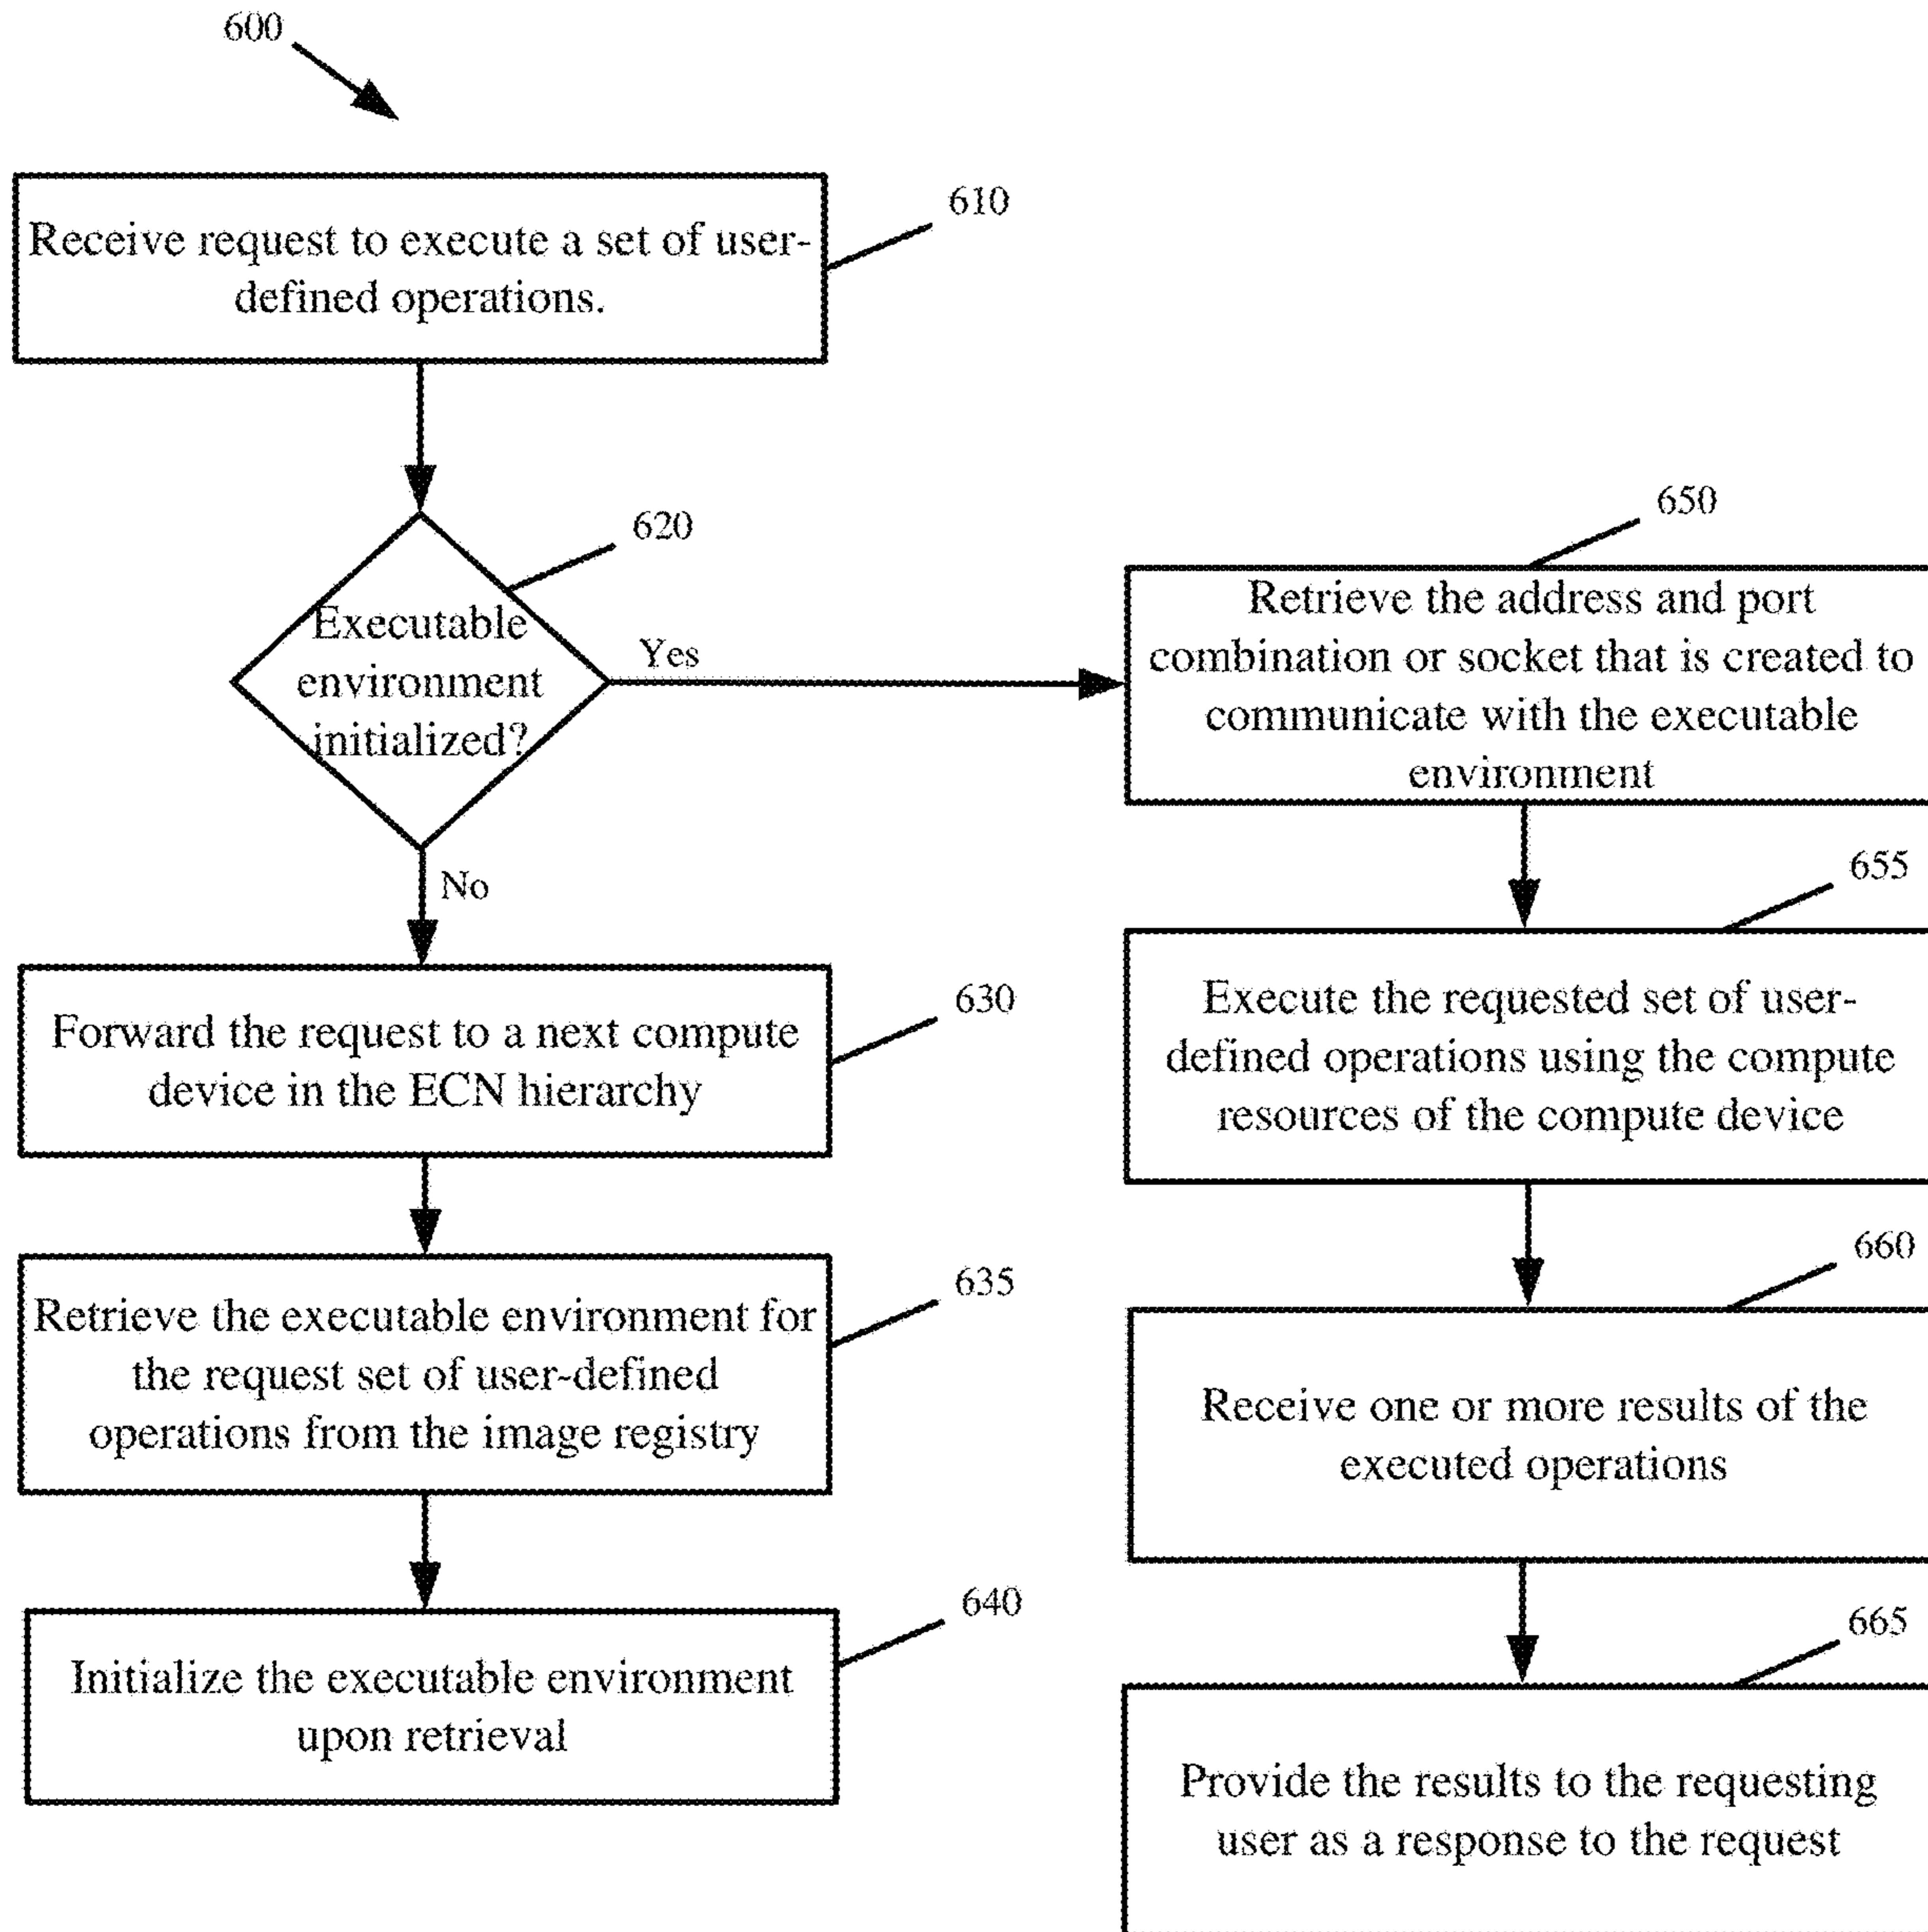 600
610
Receive request to execute a set of user-
defined operations.
620
Executable
environment
initialized?
Yes
No
630
Forward the request to a next compute
device in the ECN hierarchy
635
Retrieve the executable environment for
the request set of user-defined
operations from the image registry
640
Initialize the executable environment
upon retrieval
650
Retrieve the address and port
combination or socket that is created to
communicate with the executable
environment
655
Execute the requested set of user-
defined operations using the compute
resources of the compute device
660
Receive one or more results of the
executed operations
665
Provide the results to the requesting
user as a response to the request